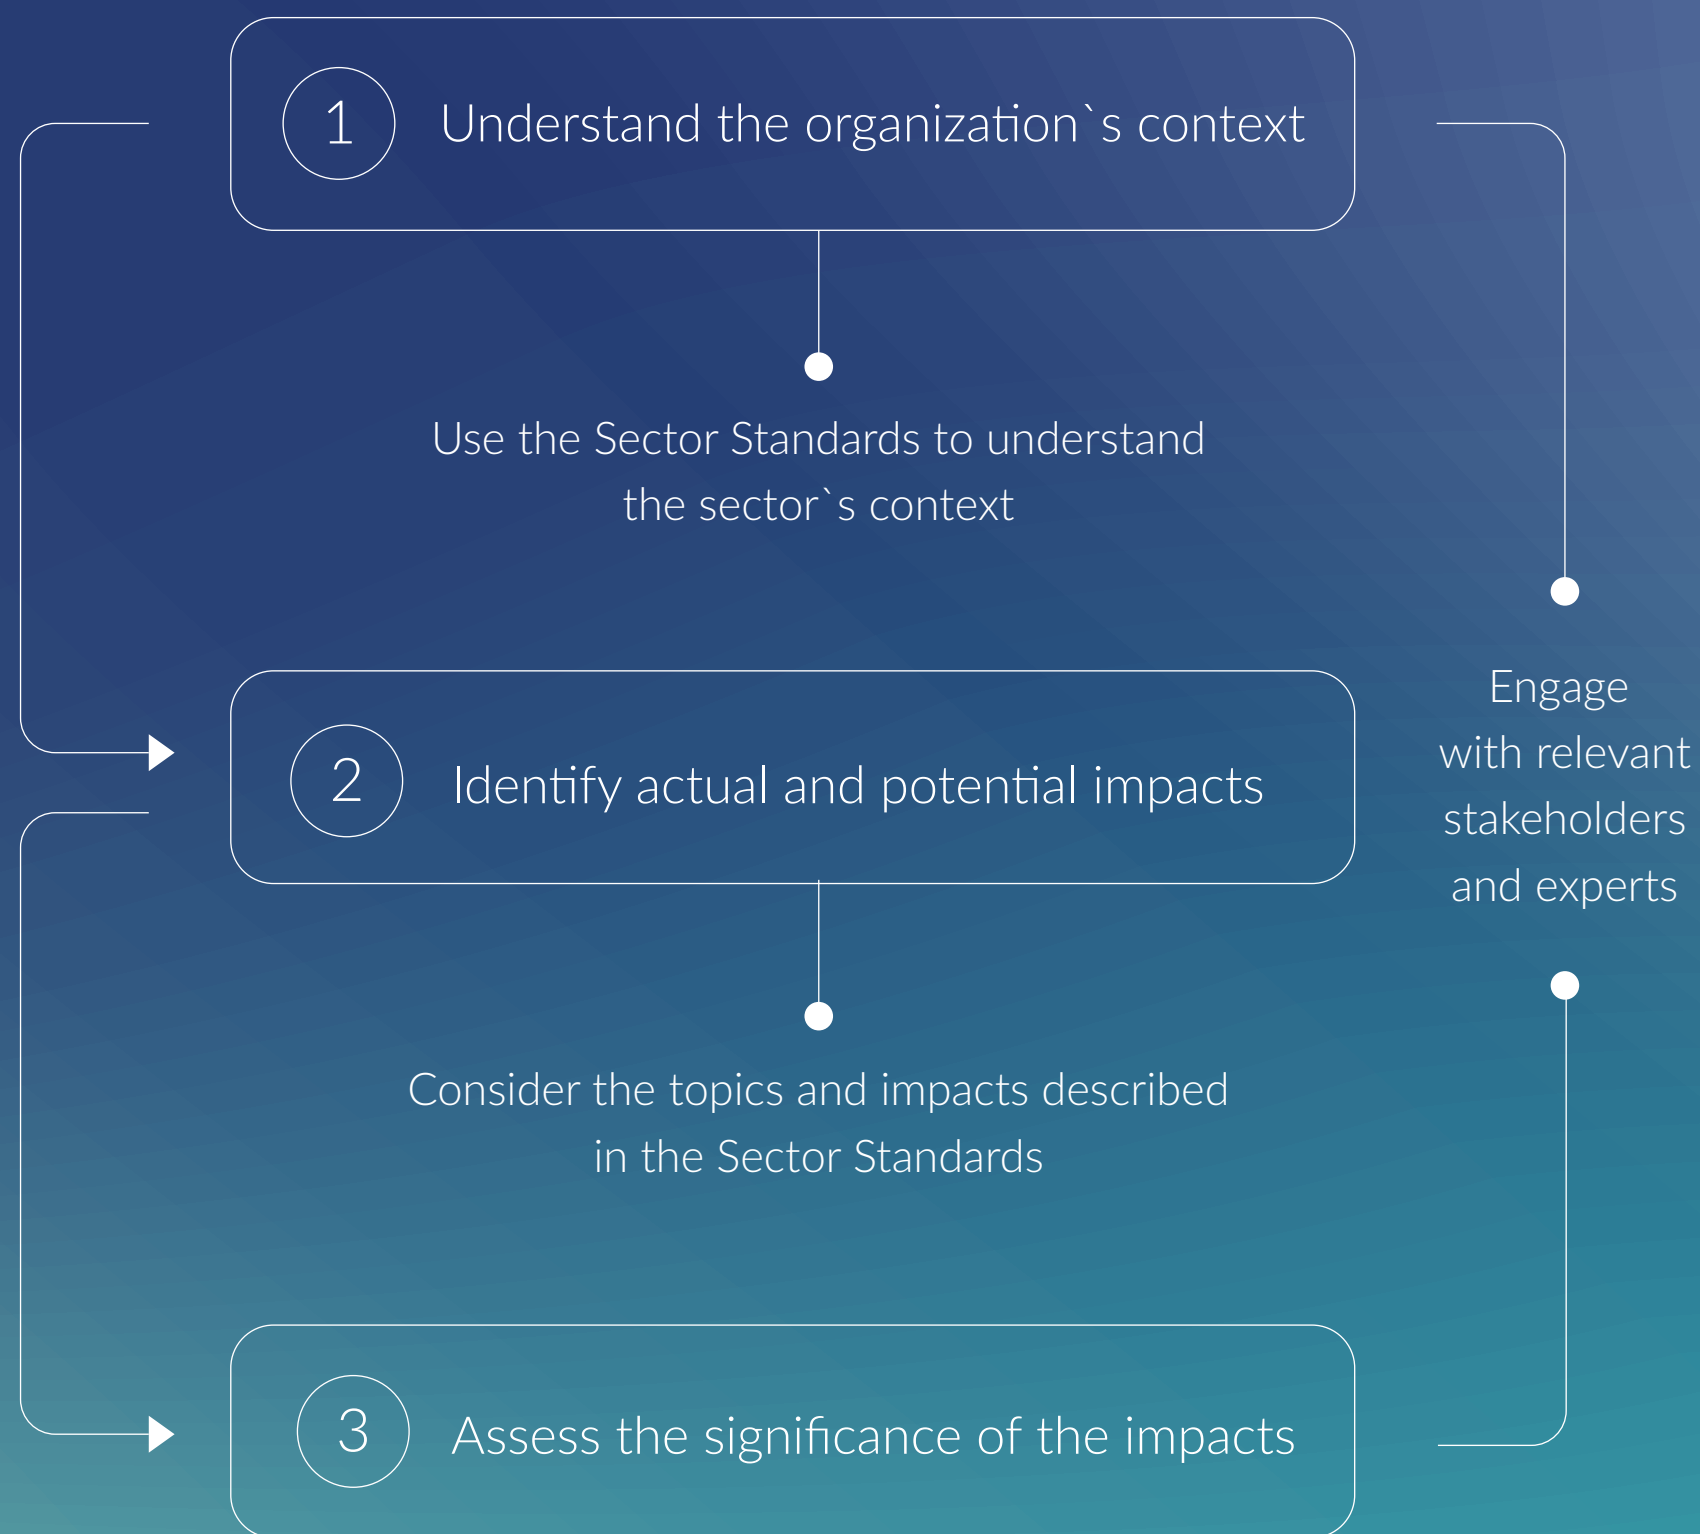 1 Understand the organization`s context
Use the Sector Standards to understand
the sector`s context
2 Identify actual and potential impacts
Engage
with relevant
stakeholders
and experts
Consider the topics and impacts described
in the Sector Standards
3 Assess the significance of the impacts